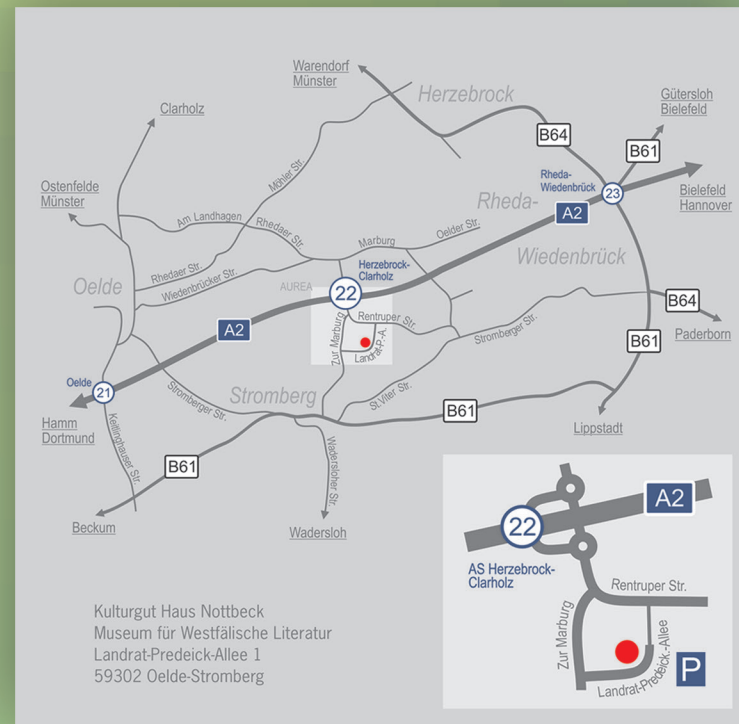 Warendorf
Münster
Herzebrock
Gütersloh
Bielefeld
Clarholz
B64
B61
Möhler Str.
Rheda-
Wiedenbrück
23
Bielefeld
Hannover
Ostenfelde
Münster
Rheda-
A2
Am Landhagen
Rhedaer Str.
Marburg
Oelder Str.
Wiedenbrück
Rhedaer Str.
Wiedenbrücker Str.
Herzebrock-
Clarholz
Oelde
AUREA
22
B64
Paderborn
A2
Zur Marburg
Rentruper Str.
Landrat-P.-A.
Stromberger Str.
B61
Oelde
21
Stromberger Str.
Stromberg
St.Viter Str.
B61
Hamm
Dortmund
Keitlinghauser Str.
Lippstadt
B61
Wadersloher Str.
Beckum
Wadersloh
A2
22
AS Herzebrock-
Clarholz
Rentruper Str.
Zur Marburg
Landrat-Predeick.-Allee
P
Kulturgut Haus Nottbeck
Museum für Westfälische Literatur
Landrat-Predeick-Allee 1
59302 Oelde-Stromberg